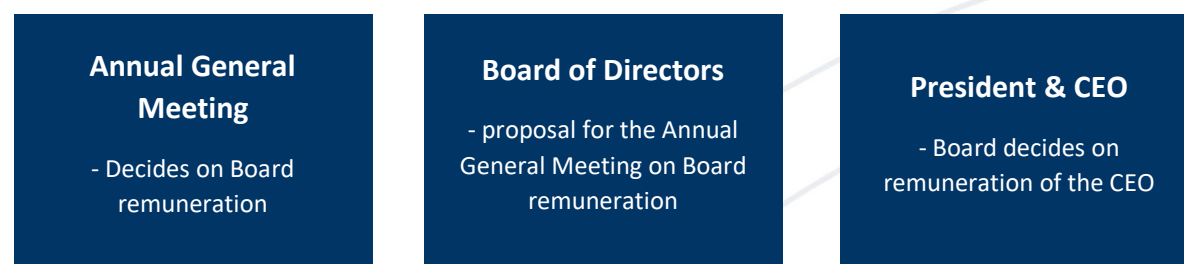 Annual General
Meeting
- Decides on Board
remuneration
Board of Directors
- proposal for the Annual
General Meeting on Board
remuneration
President & CEO
- Board decides on
remuneration of the CEO